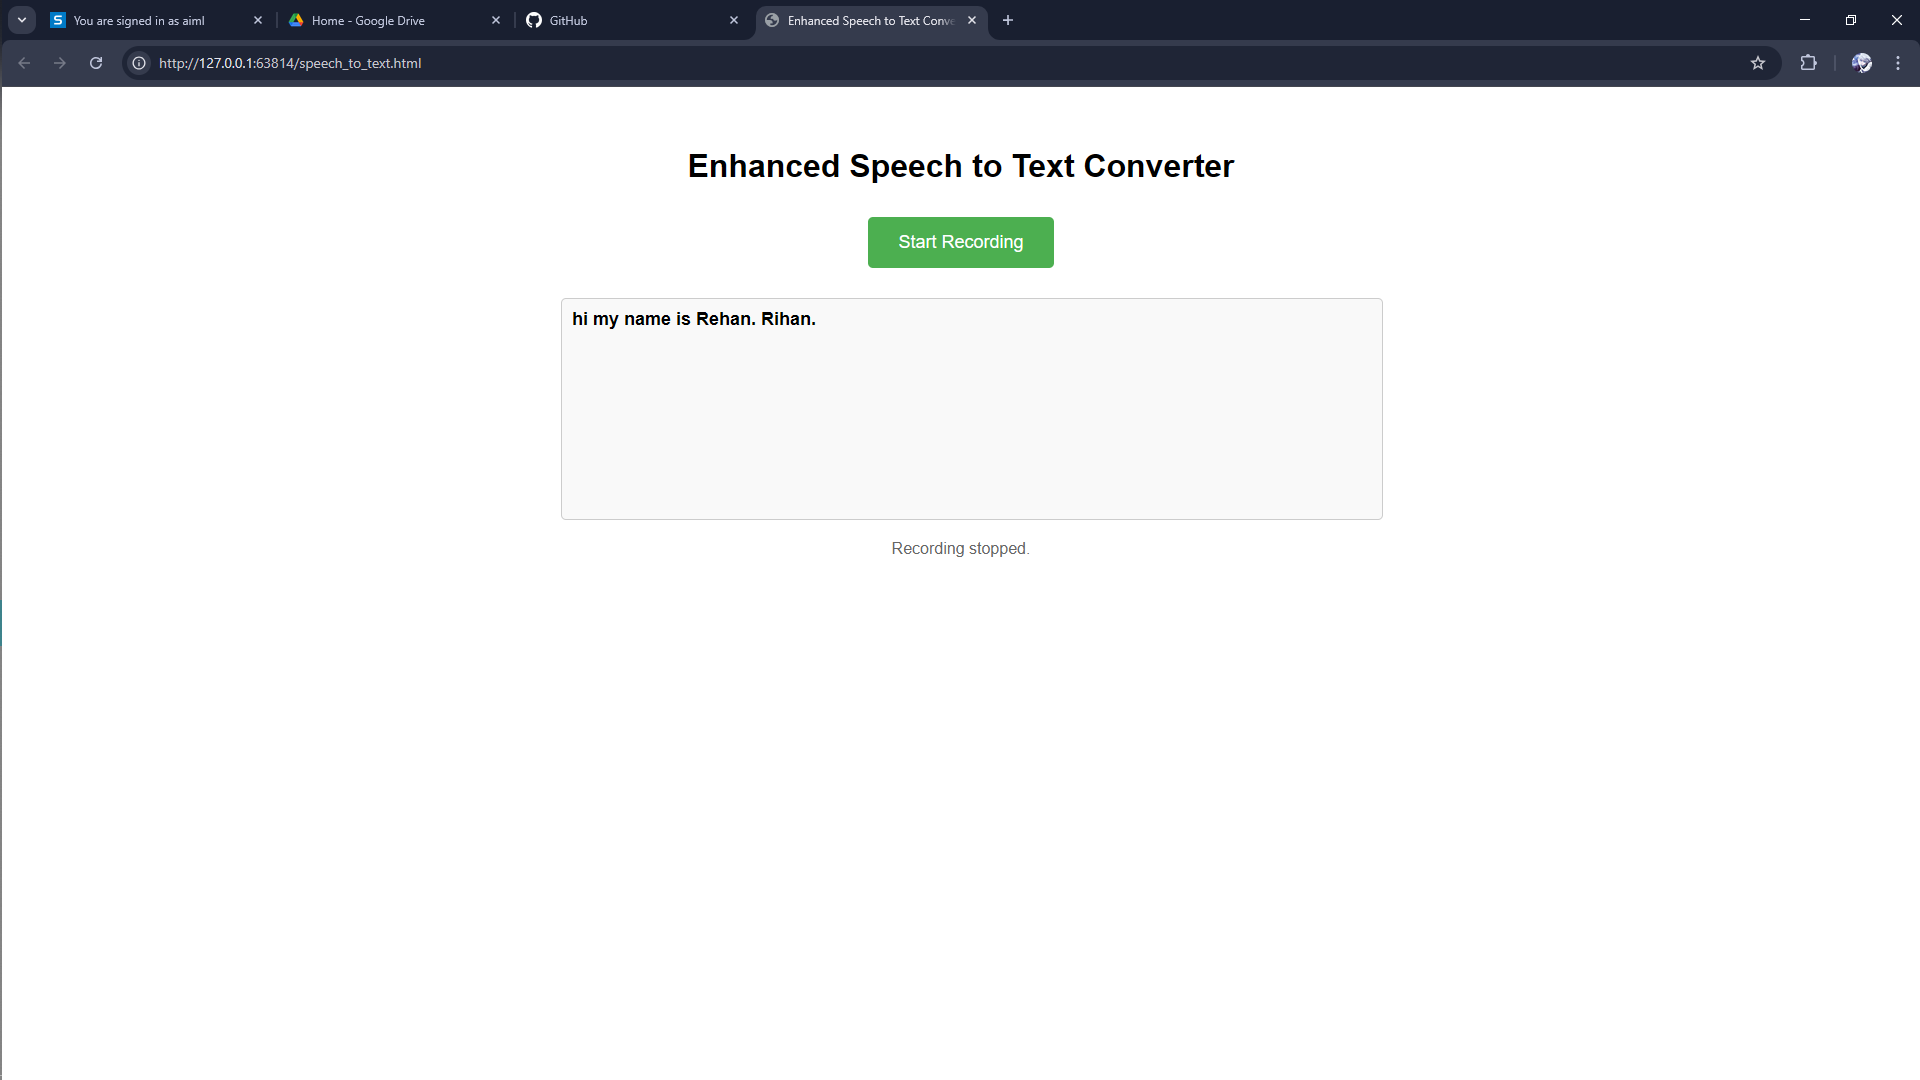 You are signed in as aiml
Home - Google Drive
GitHub
Enhanced Speech to Text Conve
http://127.0.0.1:63814/speech_to_text.html
Enhanced Speech to Text Converter
Start Recording
hi my name is Rehan. Rihan.
Recording stopped.